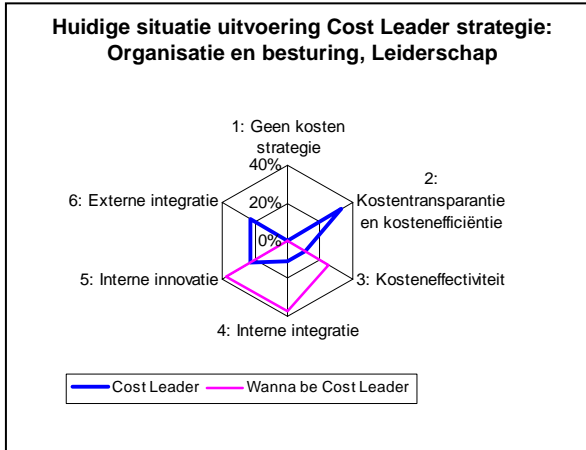 Huidige situatie uitvoering Cost Leader strategie:
Organisatie en besturing, Leiderschap
1: Geen kosten
strategie
40%
20%
0%
2:
Kostentransparantie
en kostenefficiëntie
3: Kosteneffectiviteit
4: Interne integratie
5: Interne innovatie
6: Externe integratie
Cost Leader
Wanna be Cost Leader